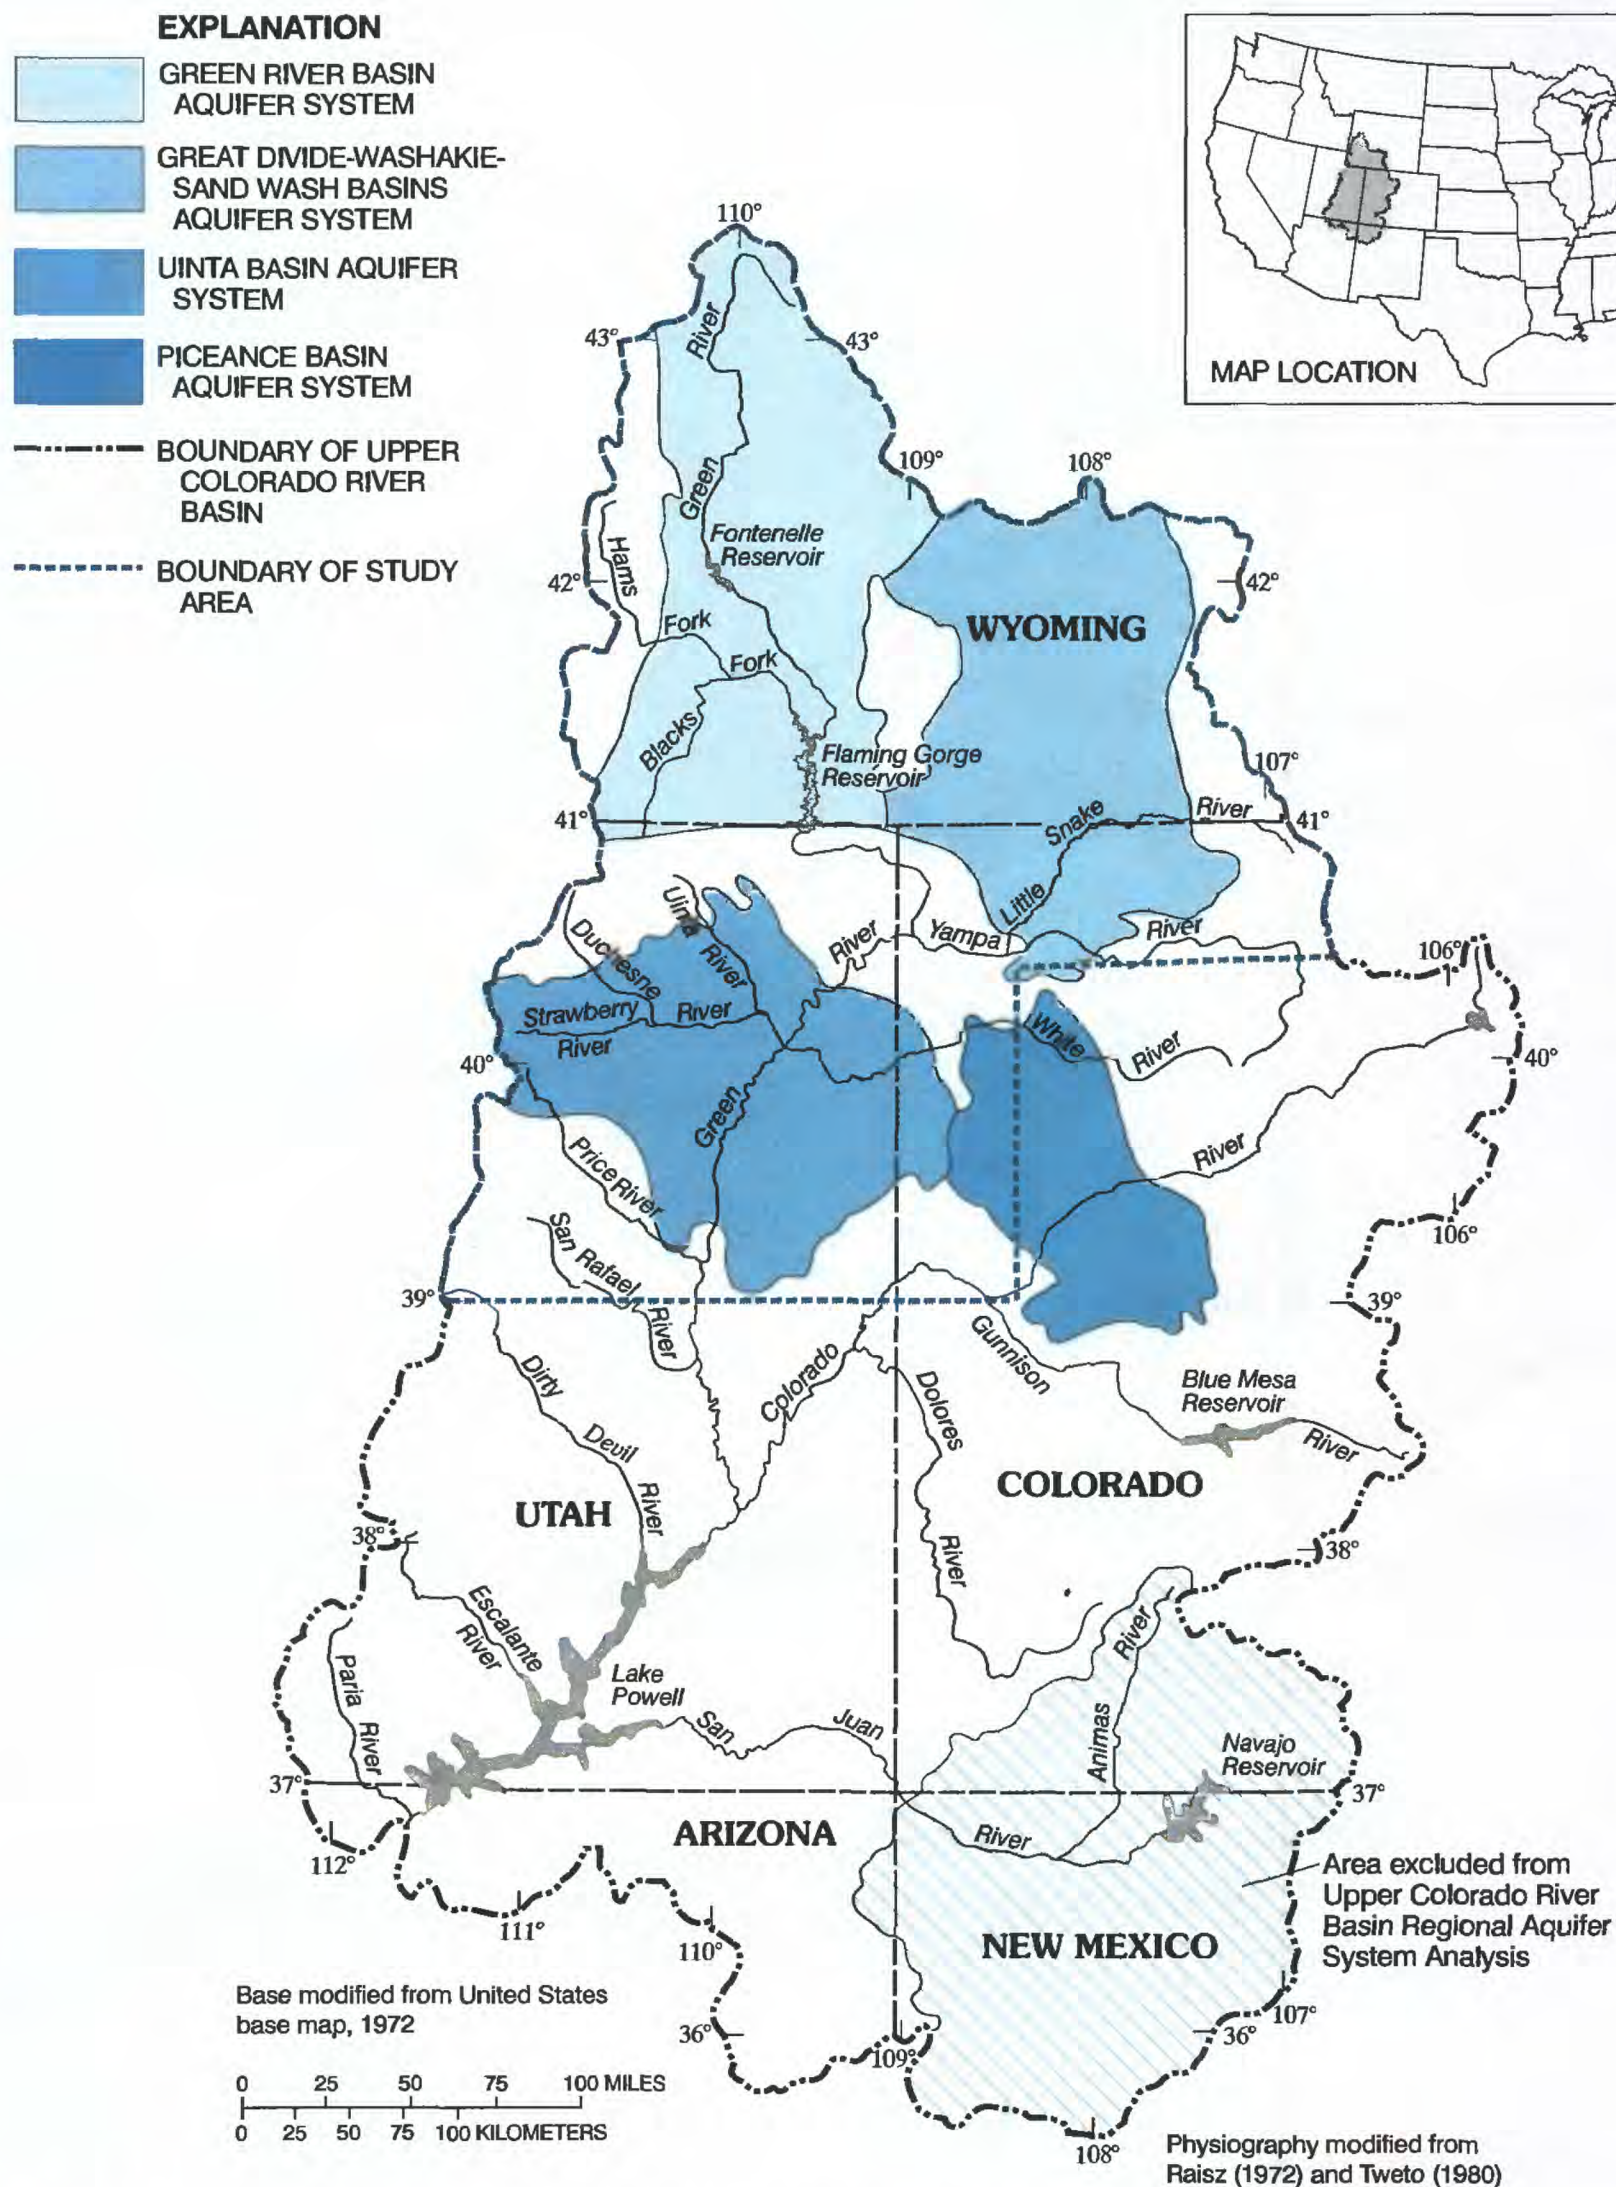 EXPLANATION
GREEN RIVER BASIN
AQUIFER SYSTEM
GREAT DIVIDE-WASHAKIE-
SAND WASH BASINS
AQUIFER SYSTEM
UINTA BASIN AQUIFER
SYSTEM
PICEANCE BASIN
AQUIFER SYSTEM
BOUNDARY OF UPPER
COLORADO RIVER
BASIN
BOUNDARY OF STUDY
AREA
MAP LOCATION
110°
43°
River
43°
109°
108°
Green
Fontenelle
Reservoir
Hams
42°
42°
Fork
WYOMING
Fork
Blacks
Flaming Gorge
Reservoir
107°
41°
Snake
River
41°
Uinta
River
Little
Duchesne
River
Yampa
River
106°
Strawberry
River
River
White
River
40°
40°
Green
Price River
River
106°
San
Rafael
River
39°
39°
Gunnison
Dirty
Colorado
Dolores
Blue Mesa
Reservoir
River
Devil
River
COLORADO
UTAH
38°
River
38°
Escalante
River
River
Paria
River
Lake
Powell
San
Juan
Animas
Navajo
Reservoir
37°
37°
ARIZONA
River
112°
Area excluded from
Upper Colorado River
Basin Regional Aquifer
System Analysis
111°
110°
NEW MEXICO
Base modified from United States
base map, 1972
107°
36°
36°
109°
0 25 50 75 100 MILES
0 25 50 75 100 KILOMETERS
108°
Physiography modified from
Raisz (1972) and Tweto (1980)